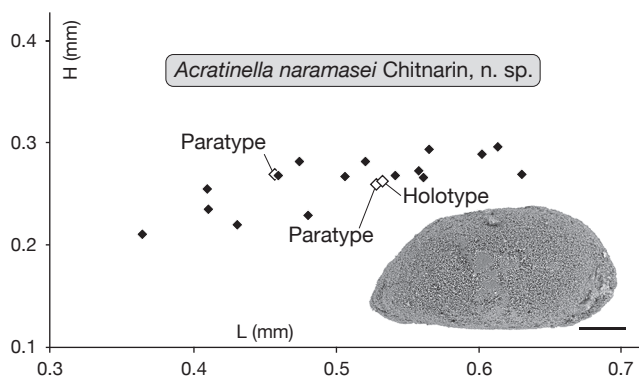 0.4
H (mm)
Acratinella naramasei Chitnarin, n. sp.
0.3
Paratype
Holotype
Paratype
0.2
L (mm)
0.1
0.3 0.4 0.5 0.6 0.7